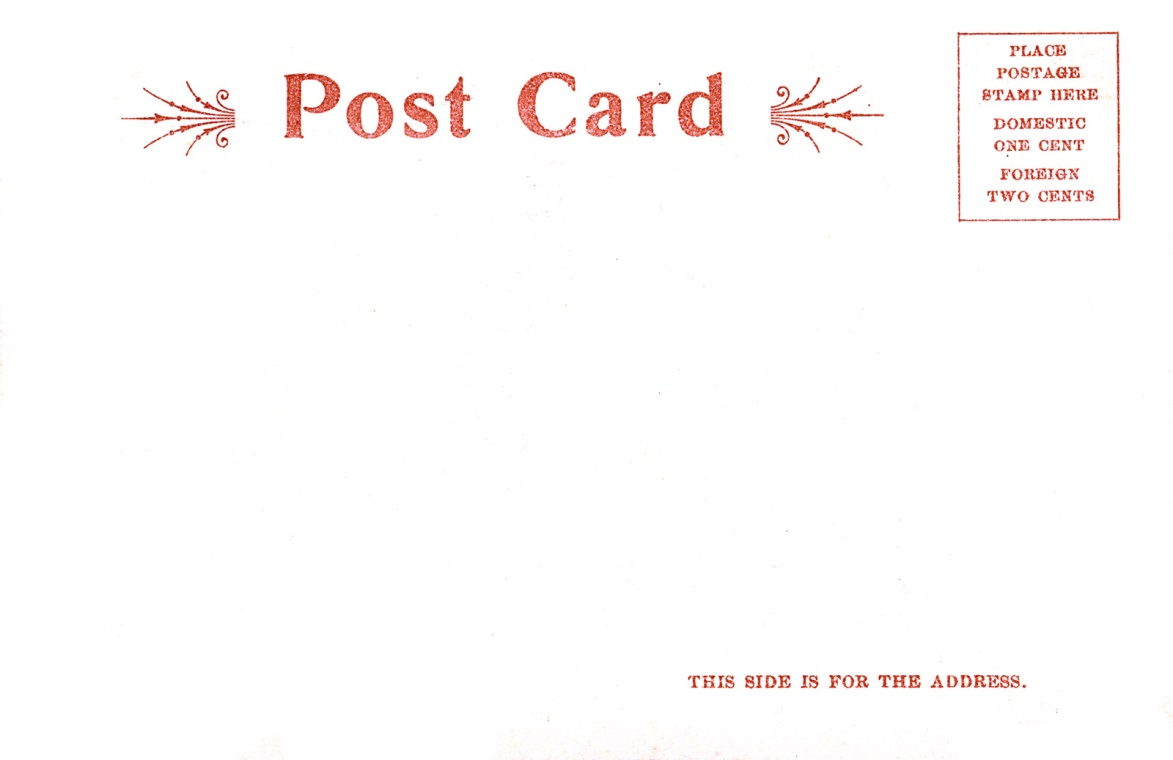 Post Card
PLACE
POSTAGE
STAMP HERE
DOMESTIC
ONE CENT
FOREIGN
TWO CENTS
THIS SIDE IS FOR THE ADDRESS.